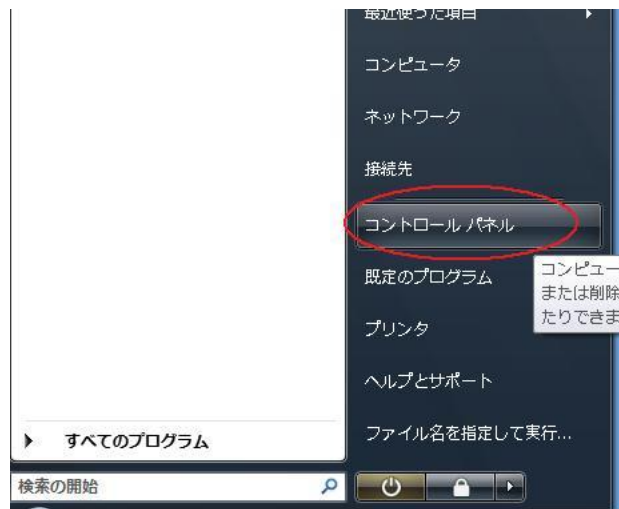 最近使った項目
コンピュータ
ネットワーク
接続先
コントロール パネル
既定のプログラム
コンピュー
または削除
たりできま
プリンタ
ヘルプとサポート
ファイル名を指定して実行...
すべてのプログラム
検索の開始